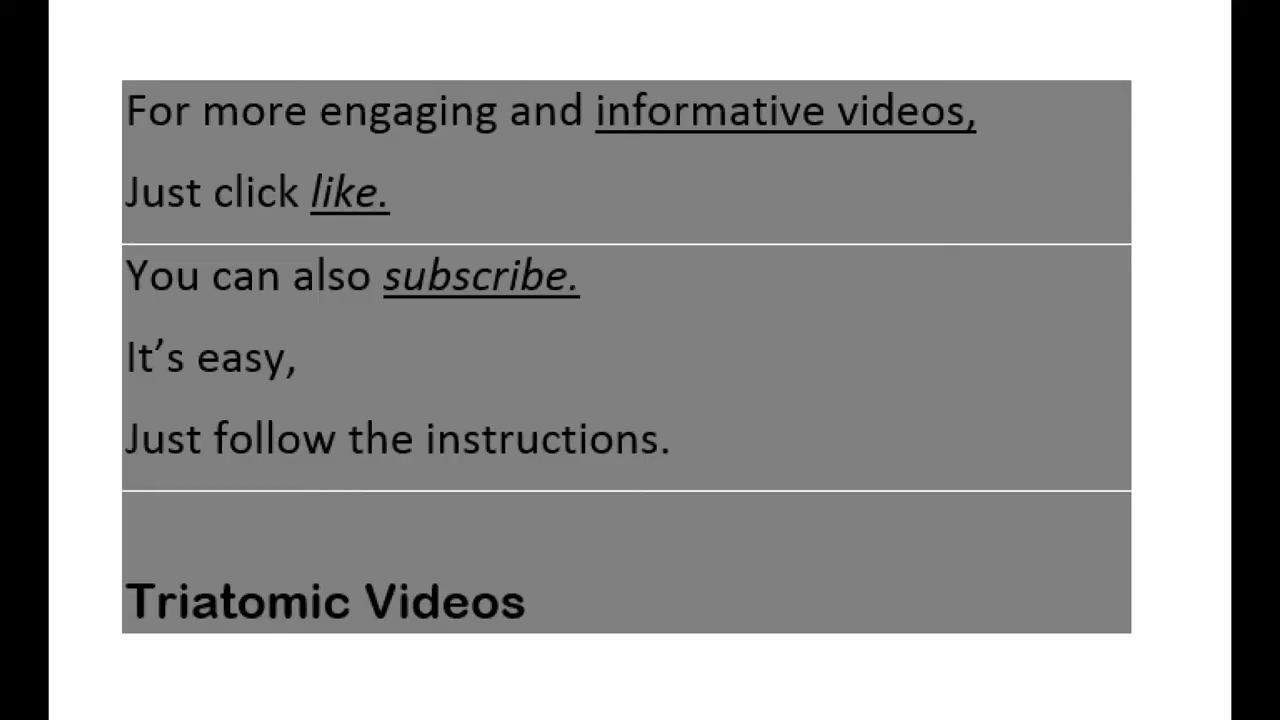 For more engaging and informative videos,
Just click like.
You can also subscribe.
It’s easy,
Just follow the instructions.
Triatomic Videos